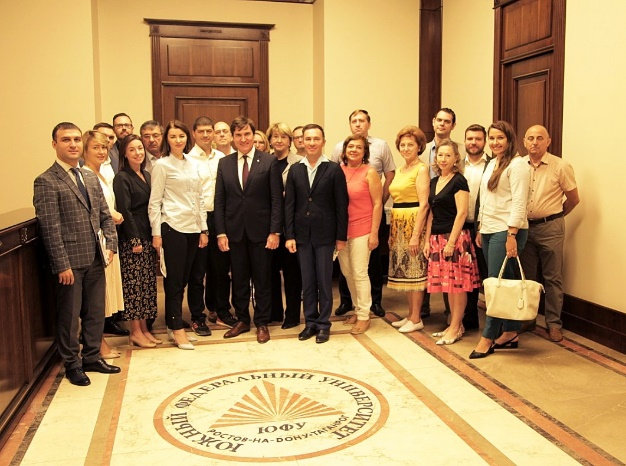 ЮЖНЫЙ ФЕДЕРАЛЬНЫЙ УНИВЕРСИТЕТ
ЮФУ
РОСТОВ-НА-ДОНУ•ТАГАНРОГ